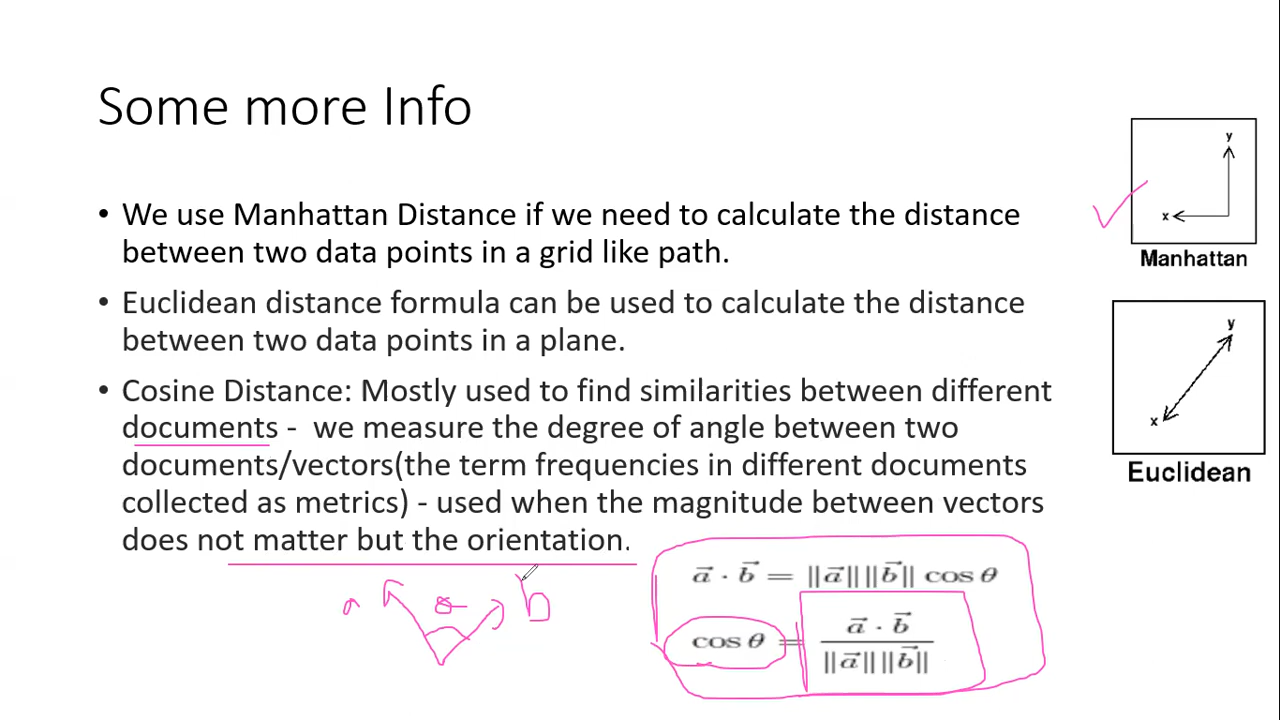 Some more Info
• We use Manhattan Distance if we need to calculate the distance
between two data points in a grid like path.
• Euclidean distance formula can be used to calculate the distance
between two data points in a plane.
• Cosine Distance: Mostly used to find similarities between different
documents - we measure the degree of angle between two
documents/vectors(the term frequencies in different documents
collected as metrics) - used when the magnitude between vectors
does not matter but the orientation.
a⃗ · b⃗ = ||a⃗|| ||b⃗|| cos θ
cos θ = a⃗ · b⃗ / ||a⃗|| ||b⃗||
a θ b
y
x
Manhattan
y
x
Euclidean